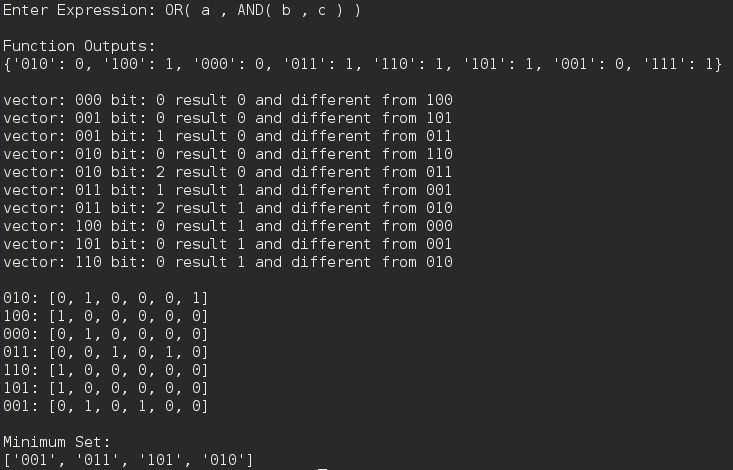 Enter Expression: OR( a , AND( b , c ) )
Function Outputs:
{'010': 0, '100': 1, '000': 0, '011': 1, '110': 1, '101': 1, '001': 0, '111': 1}
vector: 000 bit: 0 result 0 and different from 100
vector: 001 bit: 0 result 0 and different from 101
vector: 001 bit: 1 result 0 and different from 011
vector: 010 bit: 0 result 0 and different from 110
vector: 010 bit: 2 result 0 and different from 011
vector: 011 bit: 1 result 1 and different from 001
vector: 011 bit: 2 result 1 and different from 010
vector: 100 bit: 0 result 1 and different from 000
vector: 101 bit: 0 result 1 and different from 001
vector: 110 bit: 0 result 1 and different from 010
010: [0, 1, 0, 0, 0, 1]
100: [1, 0, 0, 0, 0, 0]
000: [0, 1, 0, 0, 0, 0]
011: [0, 0, 1, 0, 1, 0]
110: [1, 0, 0, 0, 0, 0]
101: [1, 0, 0, 0, 0, 0]
001: [0, 1, 0, 1, 0, 0]
Minimum Set:
['001', '011', '101', '010']